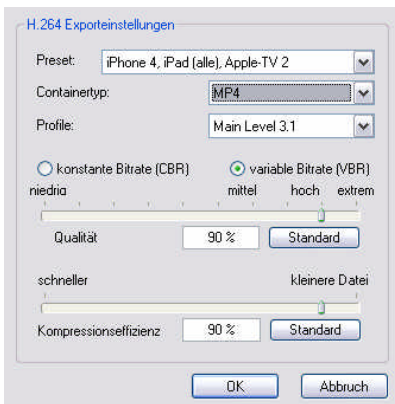 H.264 Exporteinstellungen
Preset: iPhone 4, iPad (alle), Apple-TV 2
Containertyp: MP4
Profile: Main Level 3.1
konstante Bitrate (CBR) variable Bitrate (VBR)
niedrig mittel hoch extrem
Qualität 90 % Standard
schneller kleinere Datei
Kompressionseffizienz 90 % Standard
OK Abbruch